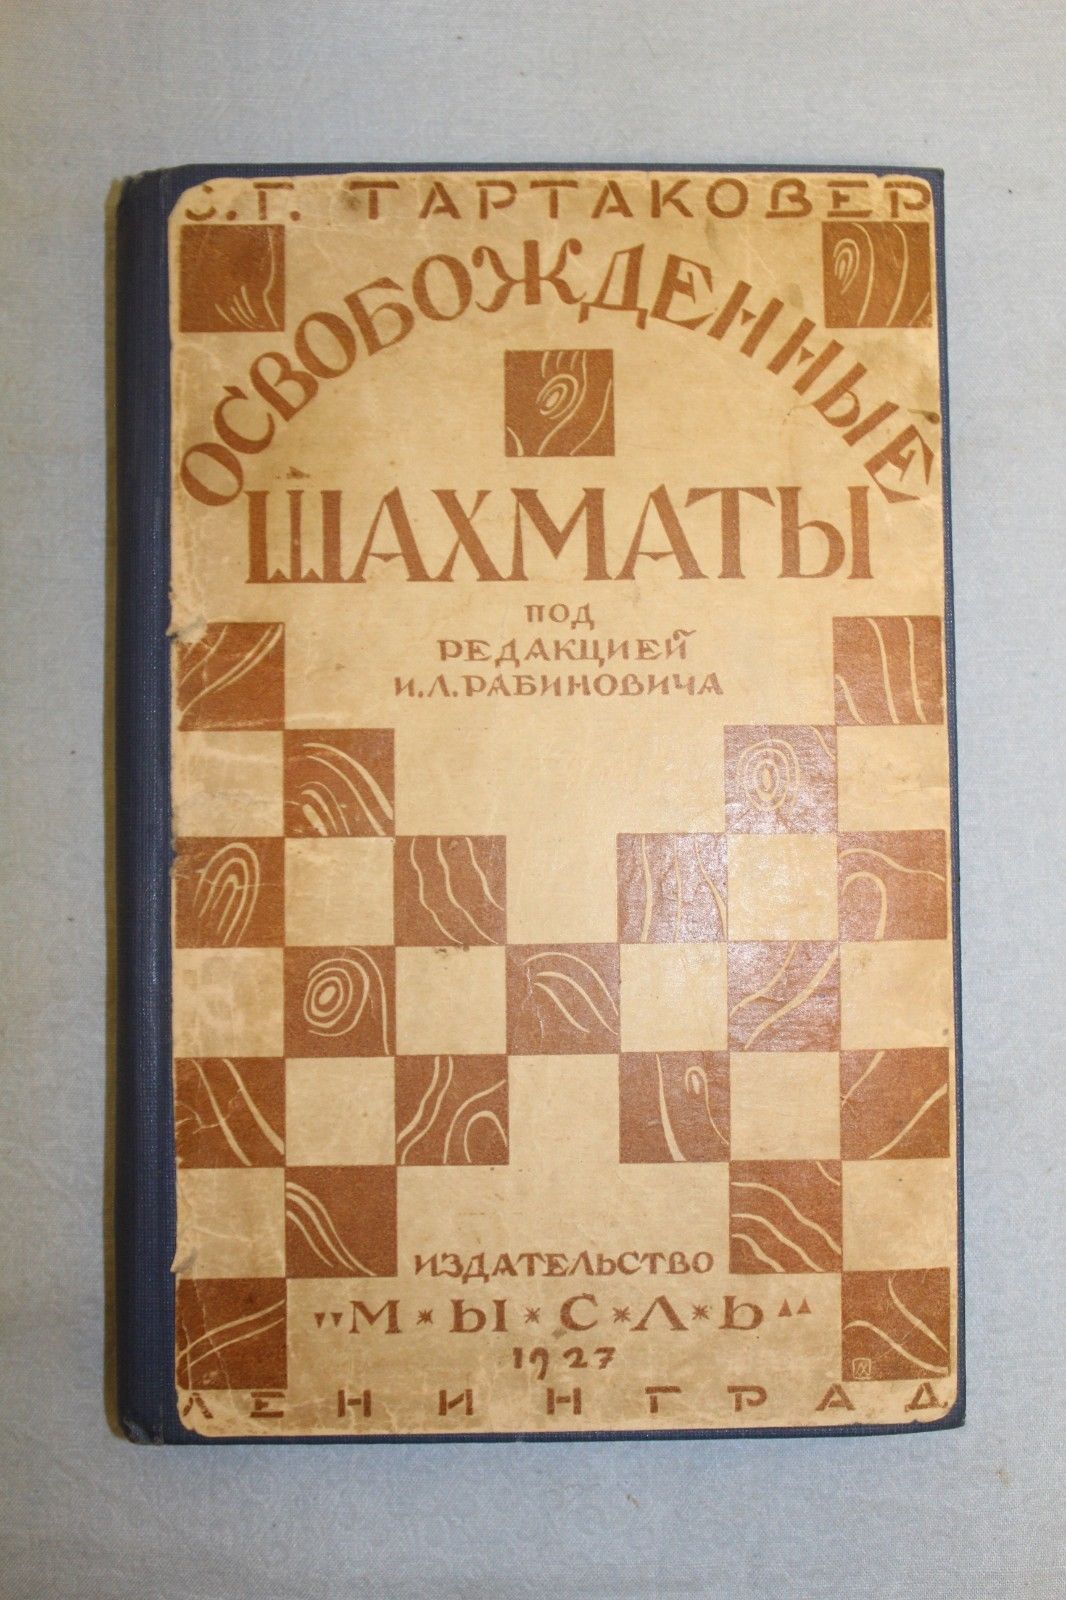 С.Г. ТАРТАКОВЕР
ОСВОБОЖДЕННЫЕ
ШАХМАТЫ
ПОД
РЕДАКЦИЕЙ
И.Л.РАБИНОВИЧА
ИЗДАТЕЛЬСТВО
"М*Ы*С*Л*Ь"
1927
ЛЕНИНГРАД